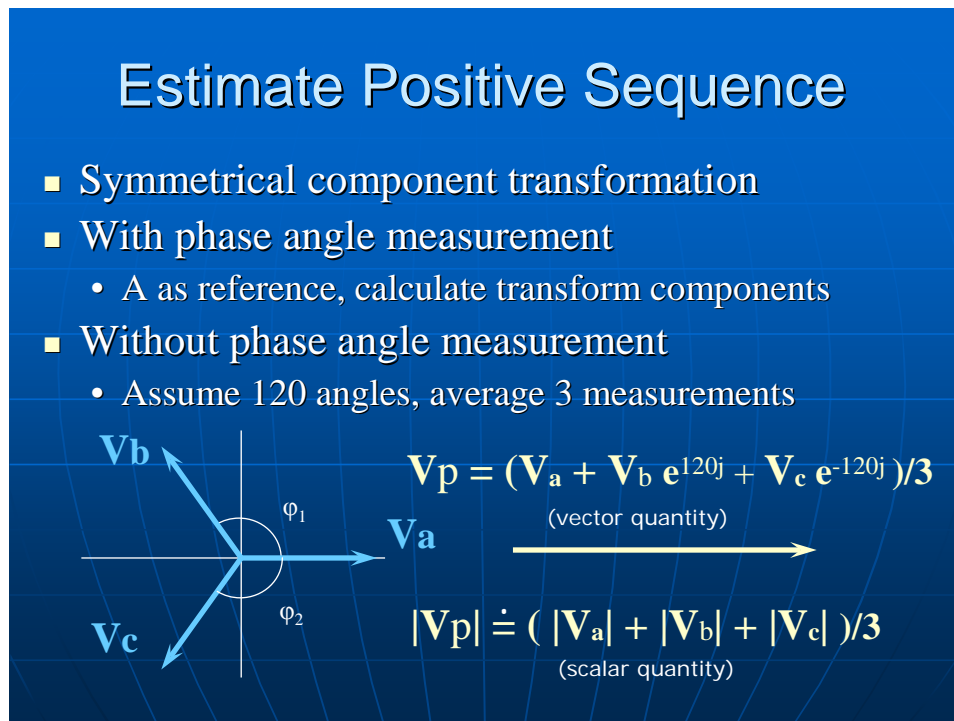 Estimate Positive Sequence
▪ Symmetrical component transformation
▪ With phase angle measurement
• A as reference, calculate transform components
▪ Without phase angle measurement
• Assume 120 angles, average 3 measurements
Vb
φ₁
Va
φ₂
Vc
Vp = (Vₐ + Vb e¹²⁰ʲ + V꜀ e⁻¹²⁰ʲ )/3
(vector quantity)
|Vp| ≐ ( |Vₐ| + |Vb| + |V꜀| )/3
(scalar quantity)